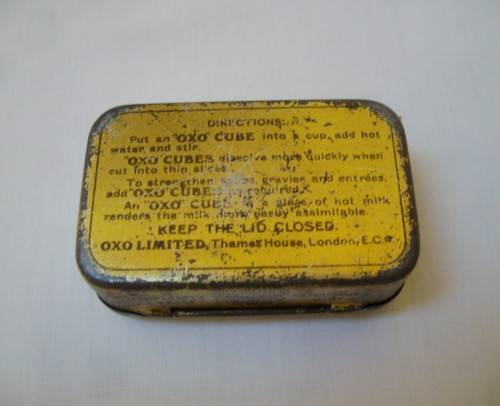 DIRECTIONS:
Put an "OXO" CUBE into a cup, add hot
water, and stir.
"OXO" CUBES dissolve more quickly when
cut into thin slices.
To strengthen gravies and entrées,
add "OXO" CUBES as required.
An "OXO" CUBE in a glass of hot milk
renders the milk more easily assimilable.
KEEP THE LID CLOSED.
OXO LIMITED, Thames House, London, E.C.4